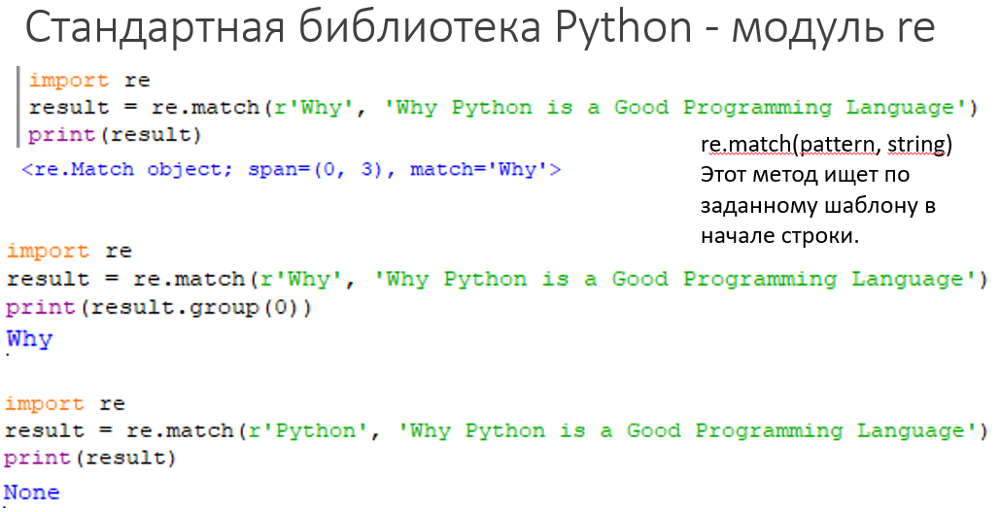 Стандартная библиотека Python - модуль re
import re
result = re.match(r'Why', 'Why Python is a Good Programming Language')
print(result)
<re.Match object; span=(0, 3), match='Why'>
re.match(pattern, string)
Этот метод ищет по
заданному шаблону в
начале строки.
import re
result = re.match(r'Why', 'Why Python is a Good Programming Language')
print(result.group(0))
Why
import re
result = re.match(r'Python', 'Why Python is a Good Programming Language')
print(result)
None